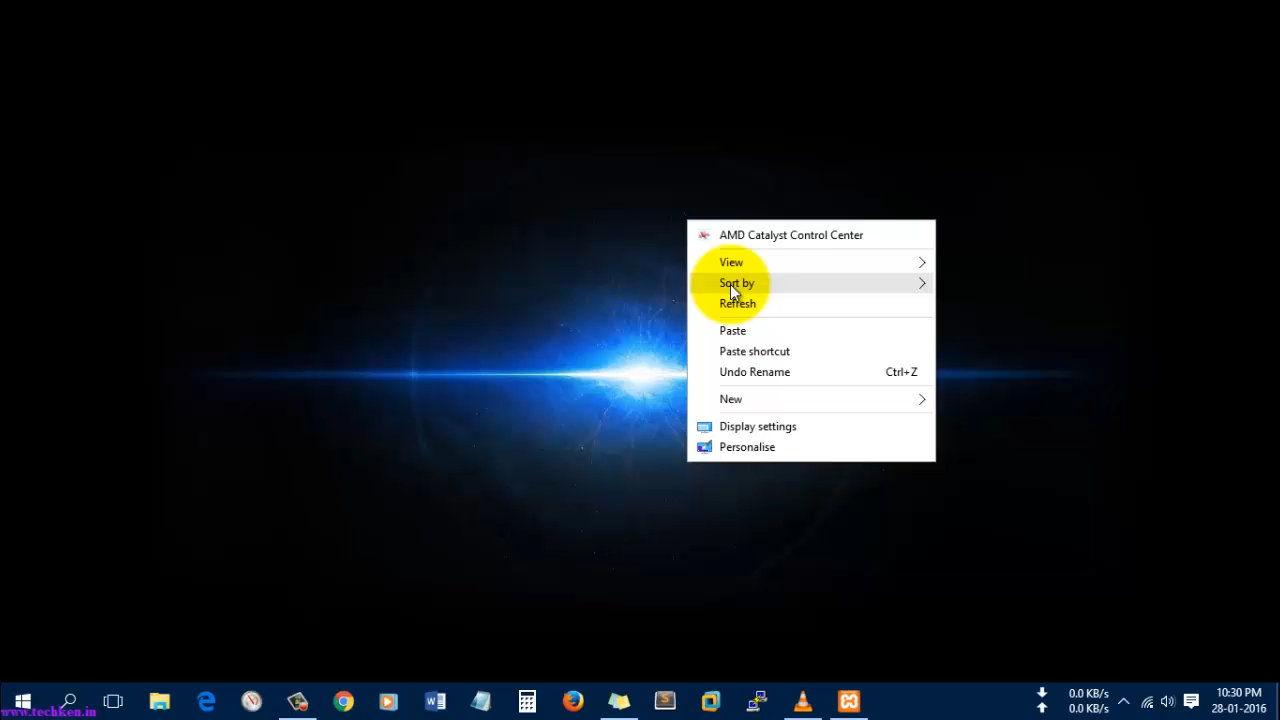 AMD Catalyst Control Center
View
Sort by
Refresh
Paste
Paste shortcut
Undo Rename Ctrl+Z
New
Display settings
Personalise
0.0 KB/s 10:30 PM
0.0 KB/s 28-01-2016
www.techken.in